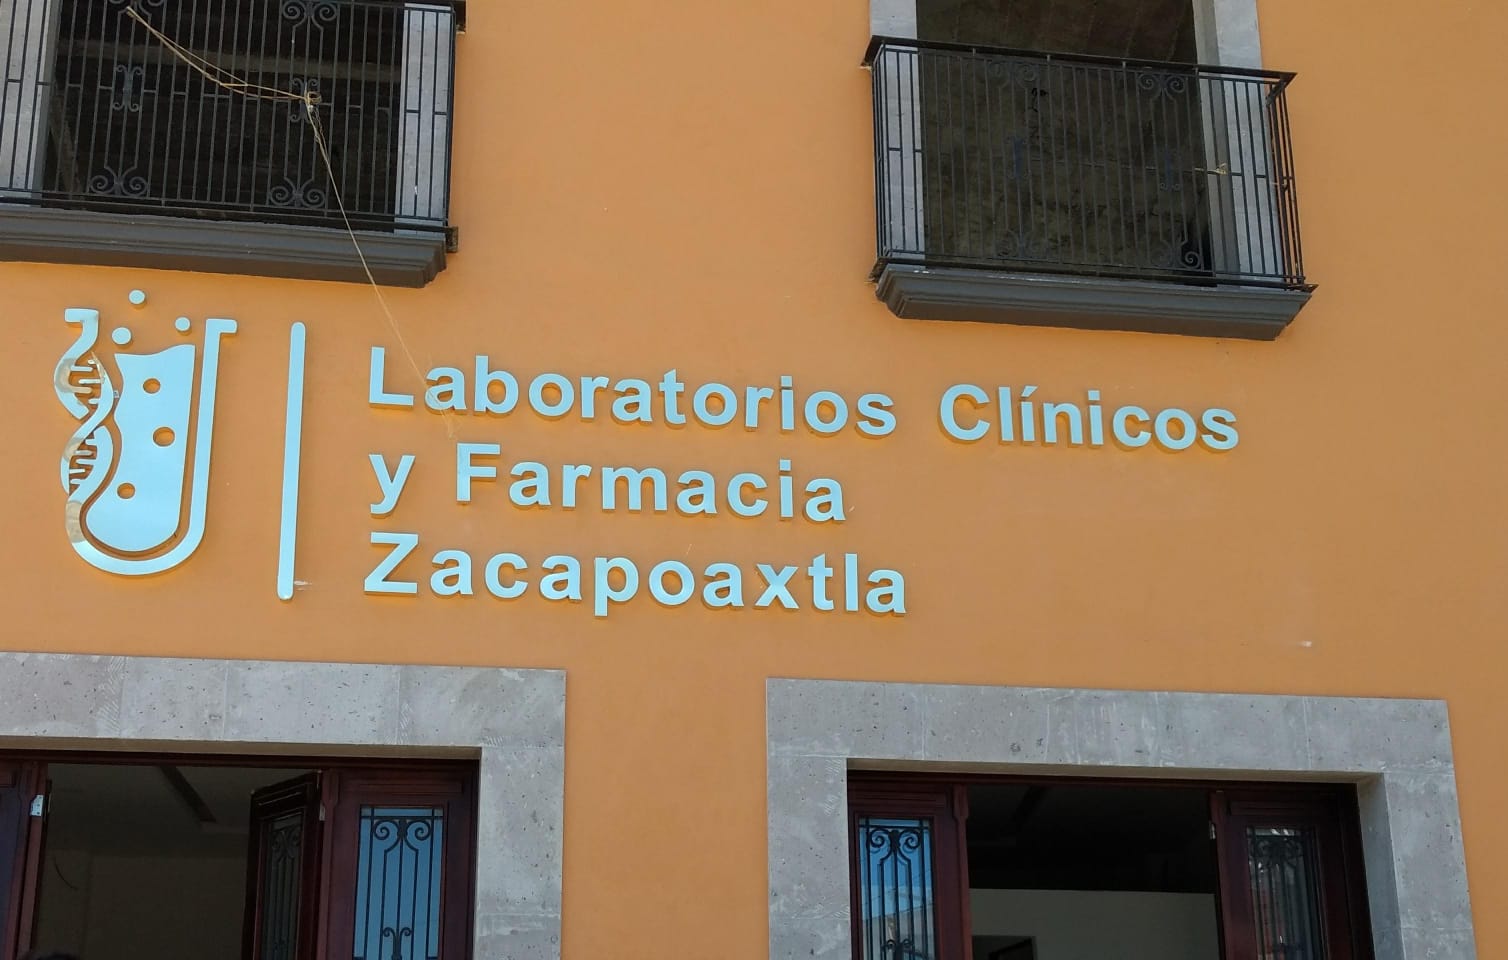 Laboratorios Clínicos
y Farmacia
Zacapoaxtla